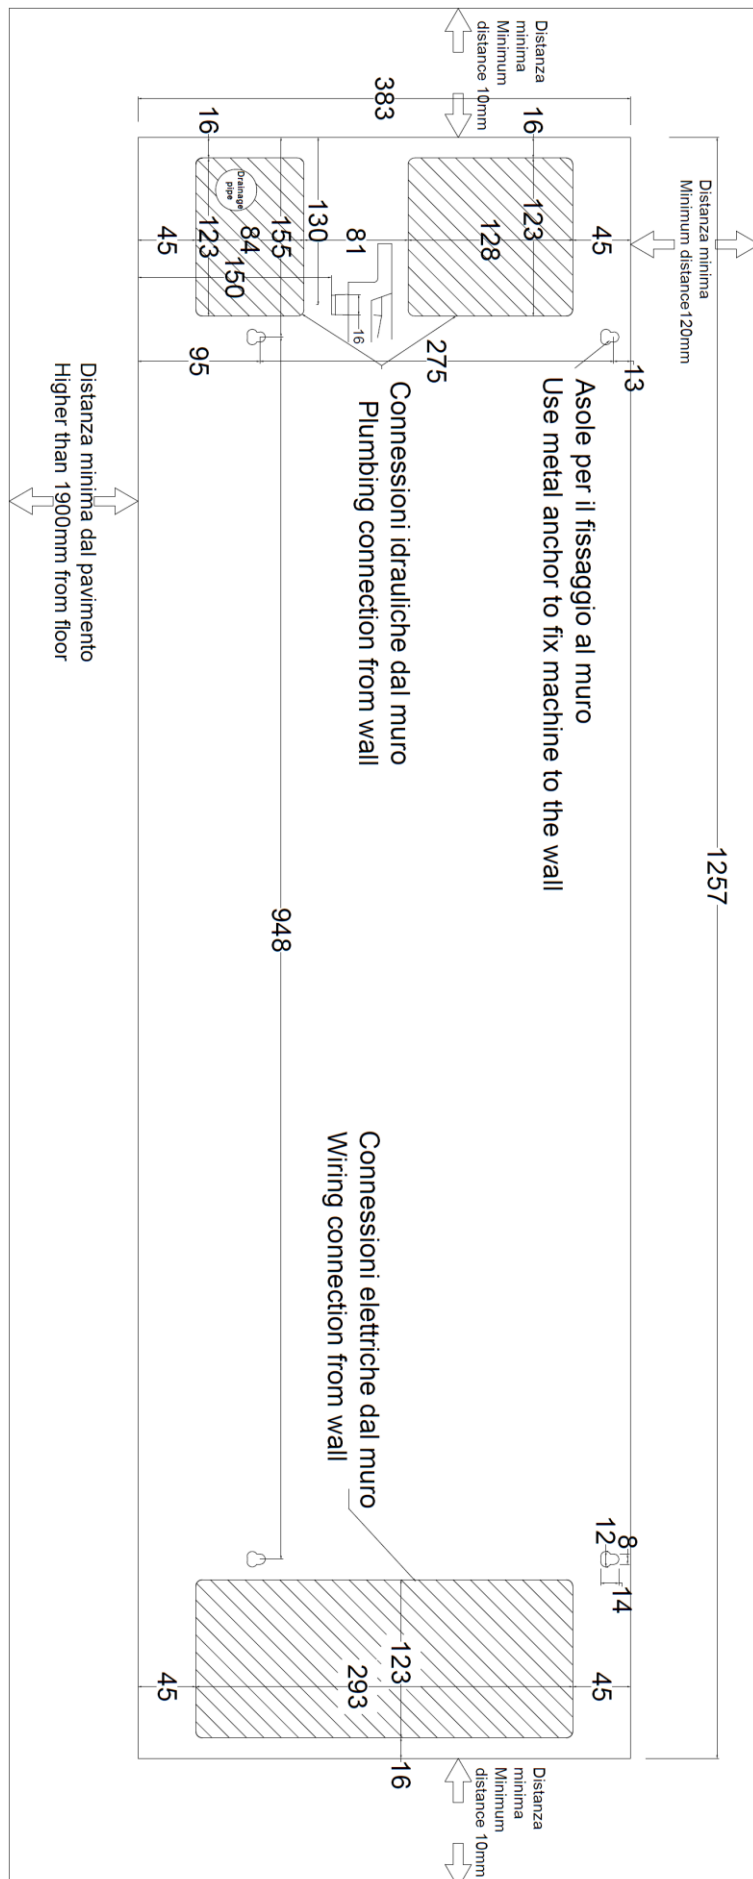 Distanza
minima
Minimum
distance 10mm
383
16
16
Distanza minima
Minimum distance120mm
Drainage
pipe
45
123
84
155
150
130
81
128
123
45
16
95
275
13
Asole per il fissaggio al muro
Use metal anchor to fix machine to the wall
Connessioni idrauliche dal muro
Plumbing connection from wall
Distanza minima dal pavimento
Higher than 1900mm from floor
1257
948
Connessioni elettriche dal muro
Wiring connection from wall
8
12
14
45
123
293
45
16
Distanza
minima
Minimum
distance 10mm